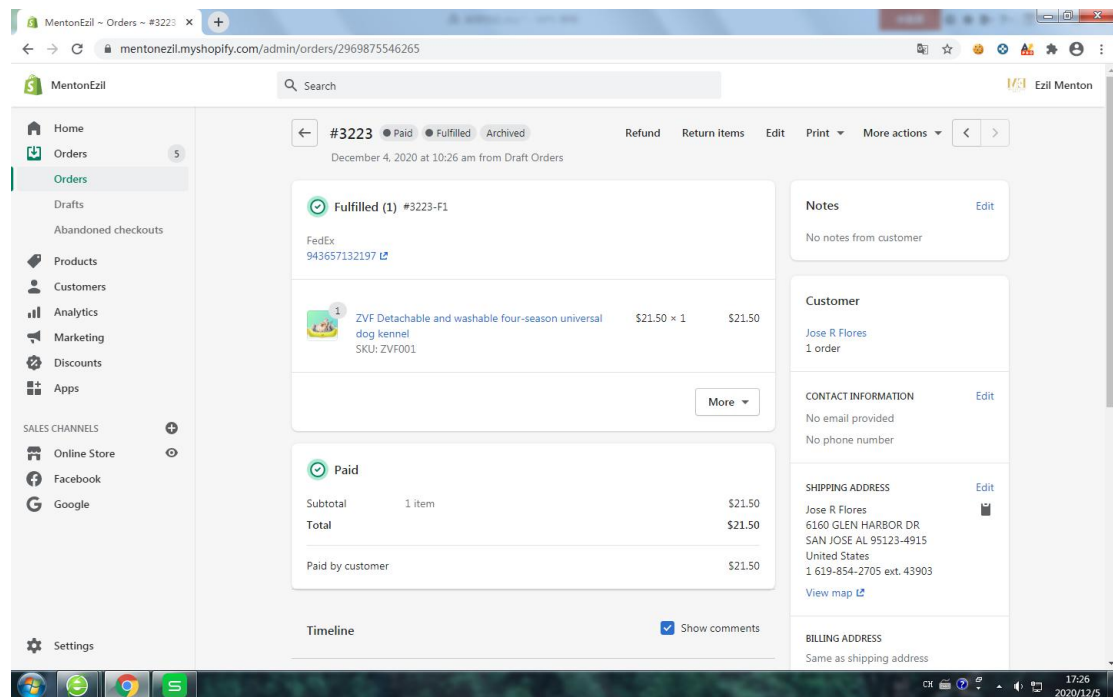 MentonEzil ~ Orders ~ #3223
mentonezil.myshopify.com/admin/orders/2969875546265
MentonEzil
Search
Ezil Menton
Home
Orders 5
Orders
Drafts
Abandoned checkouts
Products
Customers
Analytics
Marketing
Discounts
Apps
SALES CHANNELS
Online Store
Facebook
Google
Settings
#3223 Paid Fulfilled Archived
Refund Return items Edit Print More actions
December 4, 2020 at 10:26 am from Draft Orders
Fulfilled (1) #3223-F1
FedEx
943657132197
1
ZVF Detachable and washable four-season universal $21.50 × 1 $21.50
dog kennel
SKU: ZVF001
More
Paid
Subtotal 1 item $21.50
Total $21.50
Paid by customer $21.50
Timeline Show comments
Notes Edit
No notes from customer
Customer
Jose R Flores
1 order
CONTACT INFORMATION Edit
No email provided
No phone number
SHIPPING ADDRESS Edit
Jose R Flores
6160 GLEN HARBOR DR
SAN JOSE AL 95123-4915
United States
1 619-854-2705 ext. 43903
View map
BILLING ADDRESS
Same as shipping address
CH
17:26
2020/12/5